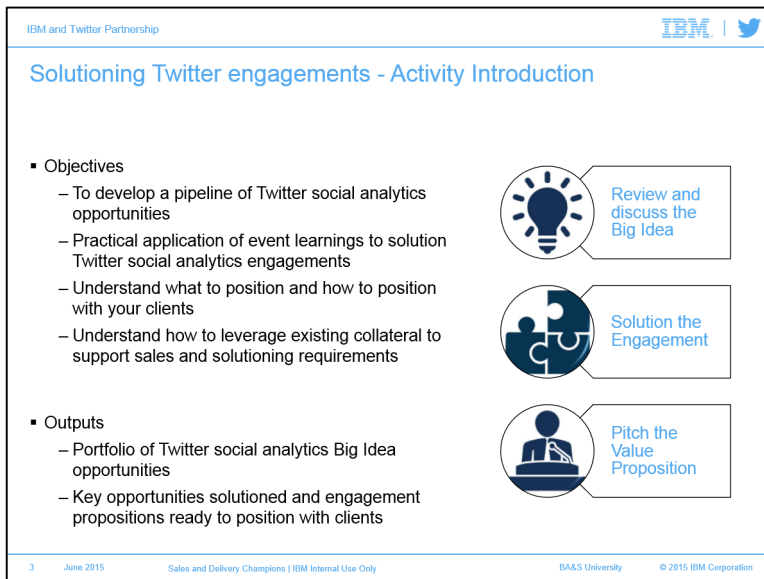 IBM and Twitter Partnership
IBM
Solutioning Twitter engagements - Activity Introduction
▪ Objectives
– To develop a pipeline of Twitter social analytics
opportunities
– Practical application of event learnings to solution
Twitter social analytics engagements
– Understand what to position and how to position
with your clients
– Understand how to leverage existing collateral to
support sales and solutioning requirements
▪ Outputs
– Portfolio of Twitter social analytics Big Idea
opportunities
– Key opportunities solutioned and engagement
propositions ready to position with clients
Review and
discuss the
Big Idea
Solution the
Engagement
Pitch the
Value
Proposition
3 June 2015 Sales and Delivery Champions | IBM Internal Use Only BA&S University © 2015 IBM Corporation